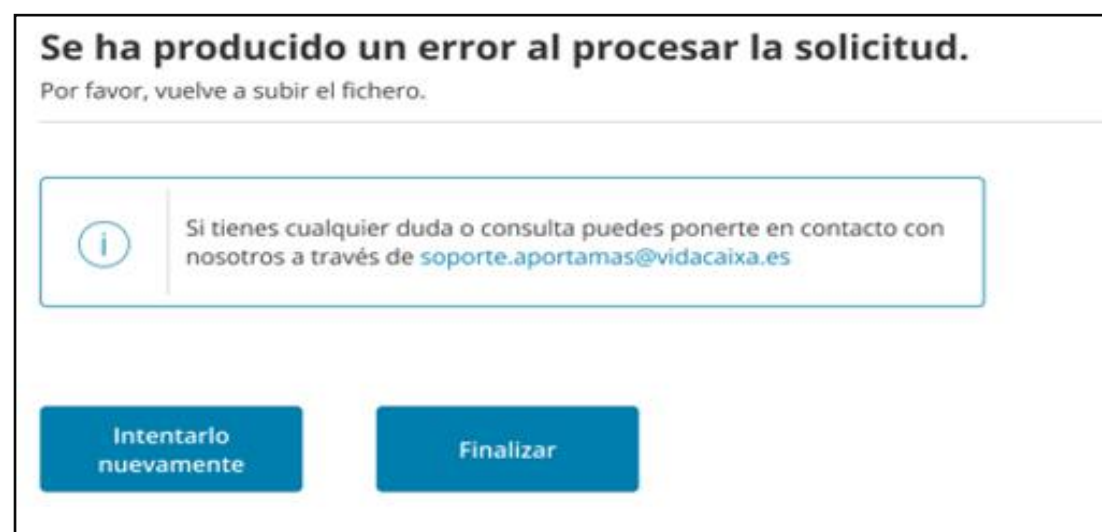 Se ha producido un error al procesar la solicitud.
Por favor, vuelve a subir el fichero.
Si tienes cualquier duda o consulta puedes ponerte en contacto con
nosotros a través de soporte.aportamas@vidacaixa.es
Intentarlo
nuevamente
Finalizar